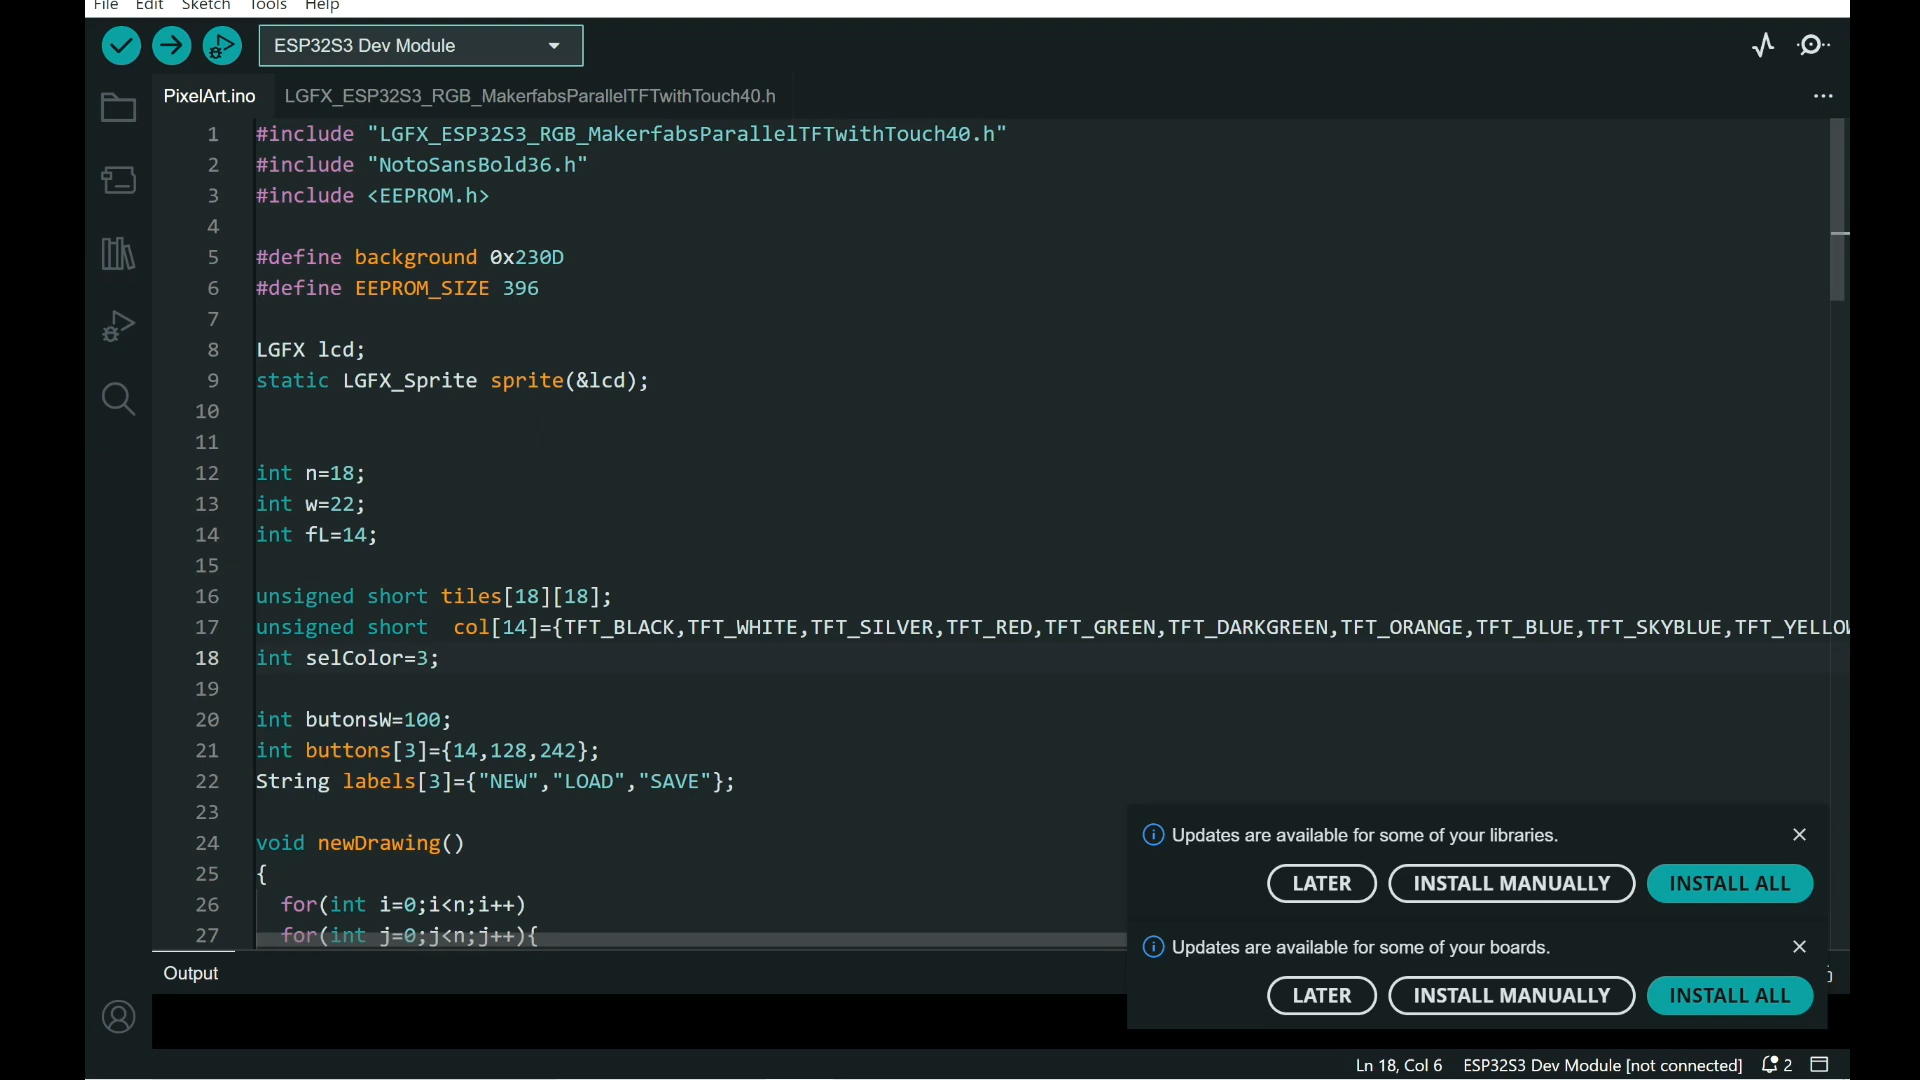 File Edit Sketch Tools Help
ESP32S3 Dev Module
PixelArt.ino LGFX_ESP32S3_RGB_MakerfabsParallelTFTwithTouch40.h
1 #include "LGFX_ESP32S3_RGB_MakerfabsParallelTFTwithTouch40.h"
2 #include "NotoSansBold36.h"
3 #include <EEPROM.h>
4
5 #define background 0x230D
6 #define EEPROM_SIZE 396
7
8 LGFX lcd;
9 static LGFX_Sprite sprite(&lcd);
10
11
12 int n=18;
13 int w=22;
14 int fL=14;
15
16 unsigned short tiles[18][18];
17 unsigned short  col[14]={TFT_BLACK,TFT_WHITE,TFT_SILVER,TFT_RED,TFT_GREEN,TFT_DARKGREEN,TFT_ORANGE,TFT_BLUE,TFT_SKYBLUE,TFT_YELLOW
18 int selColor=3;
19
20 int butonsW=100;
21 int buttons[3]={14,128,242};
22 String labels[3]={"NEW","LOAD","SAVE"};
23
24 void newDrawing()
25 {
26   for(int i=0;i<n;i++)
27   for(int j=0;j<n;j++){
Updates are available for some of your libraries.
LATER INSTALL MANUALLY INSTALL ALL
Updates are available for some of your boards.
LATER INSTALL MANUALLY INSTALL ALL
Output
Ln 18, Col 6 ESP32S3 Dev Module [not connected] 2